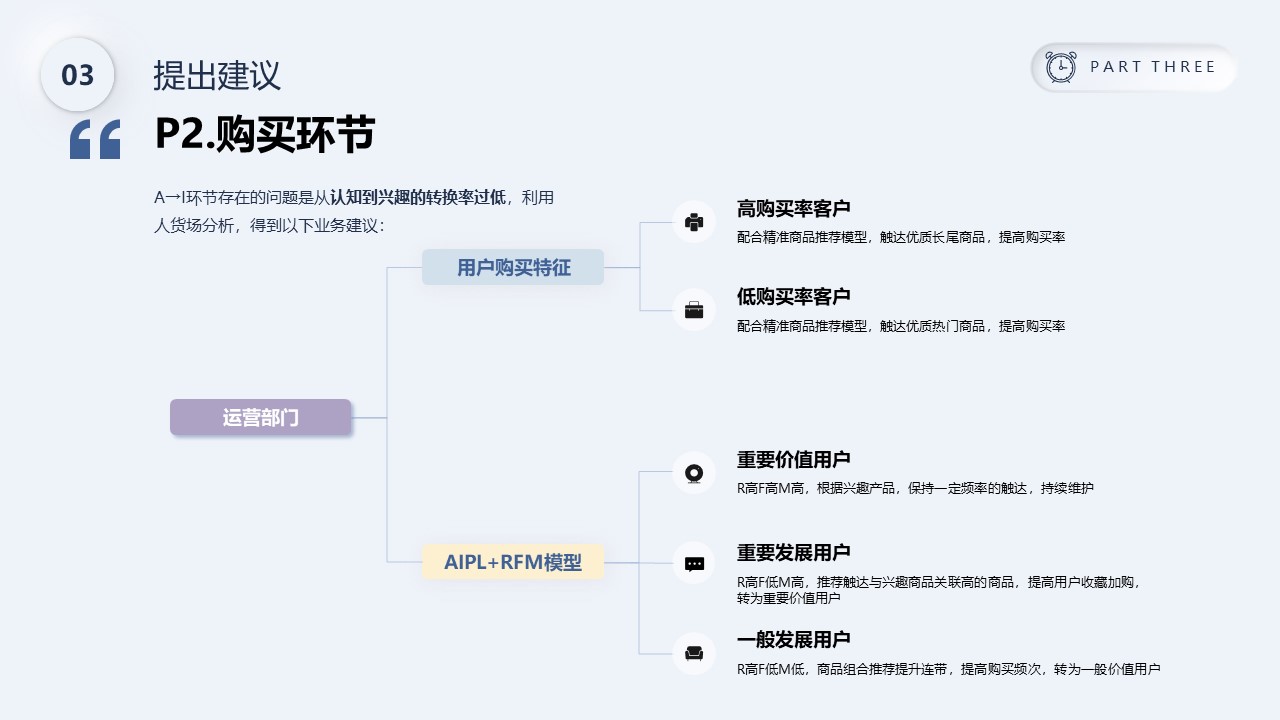 03
提出建议
PART THREE
P2.购买环节
A→I环节存在的问题是从认知到兴趣的转换率过低，利用
人货场分析，得到以下业务建议：
运营部门
用户购买特征
高购买率客户
配合精准商品推荐模型，触达优质长尾商品，提高购买率
低购买率客户
配合精准商品推荐模型，触达优质热门商品，提高购买率
AIPL+RFM模型
重要价值用户
R高F高M高，根据兴趣产品，保持一定频率的触达，持续维护
重要发展用户
R高F低M高，推荐触达与兴趣商品关联高的商品，提高用户收藏加购，
转为重要价值用户
一般发展用户
R高F低M低，商品组合推荐提升连带，提高购买频次，转为一般价值用户